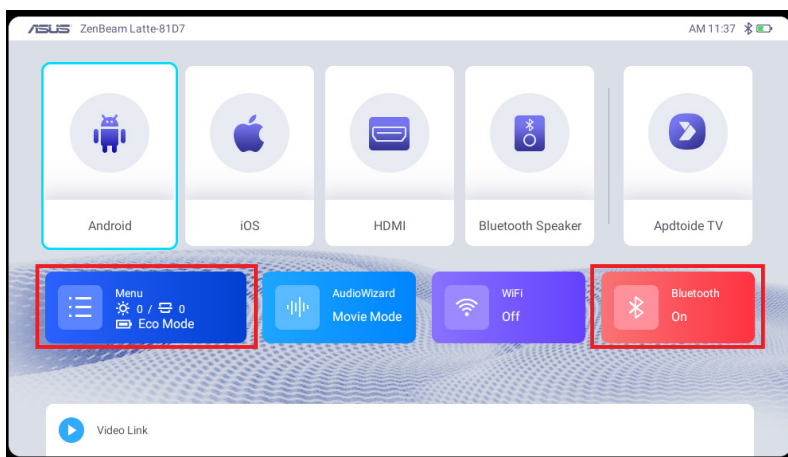 ASUS ZenBeam Latte-81D7 AM 11:37
Android iOS HDMI Bluetooth Speaker Apdtoide TV
Menu
0 / 0
Eco Mode
AudioWizard
Movie Mode
WiFi
Off
Bluetooth
On
Video Link